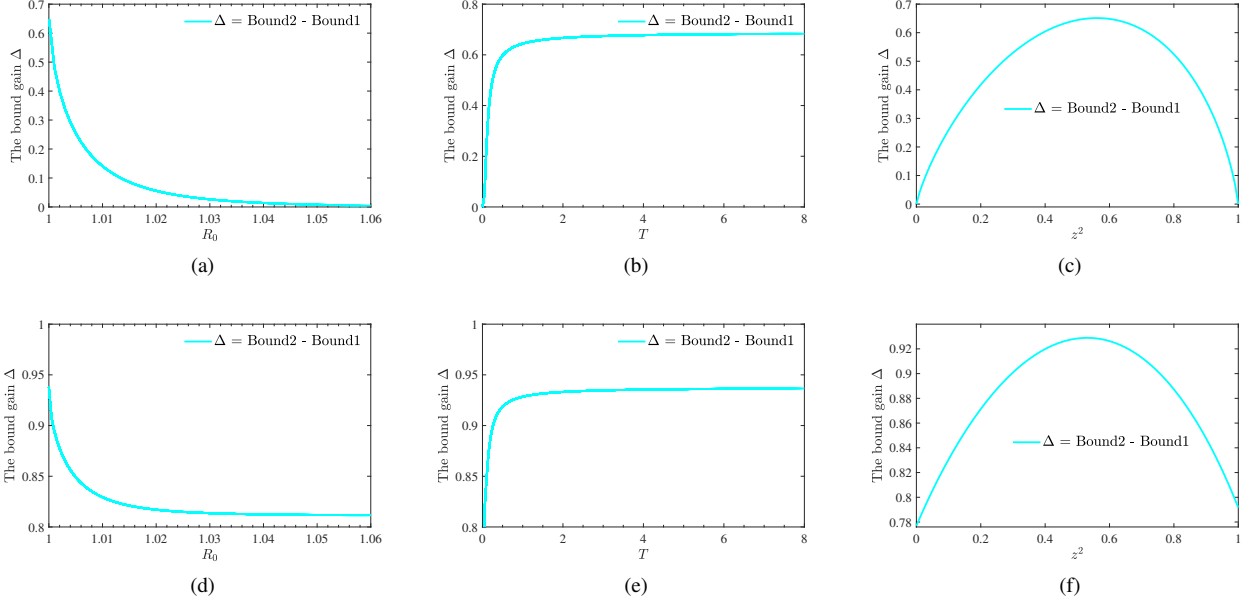 Δ = Bound2 - Bound1
The bound gain Δ
0.7
0.6
0.5
0.4
0.3
0.2
0.1
0
1 1.01 1.02 1.03 1.04 1.05 1.06
R₀
(a)
Δ = Bound2 - Bound1
The bound gain Δ
0.8
0.6
0.4
0.2
0
0 2 4 6 8
T
(b)
Δ = Bound2 - Bound1
The bound gain Δ
0.7
0.6
0.5
0.4
0.3
0.2
0.1
0
0 0.2 0.4 0.6 0.8 1
z²
(c)
Δ = Bound2 - Bound1
The bound gain Δ
1
0.95
0.9
0.85
0.8
1 1.01 1.02 1.03 1.04 1.05 1.06
R₀
(d)
Δ = Bound2 - Bound1
The bound gain Δ
1
0.95
0.9
0.85
0.8
0 2 4 6 8
T
(e)
Δ = Bound2 - Bound1
The bound gain Δ
0.92
0.9
0.88
0.86
0.84
0.82
0.8
0.78
0 0.2 0.4 0.6 0.8 1
z²
(f)